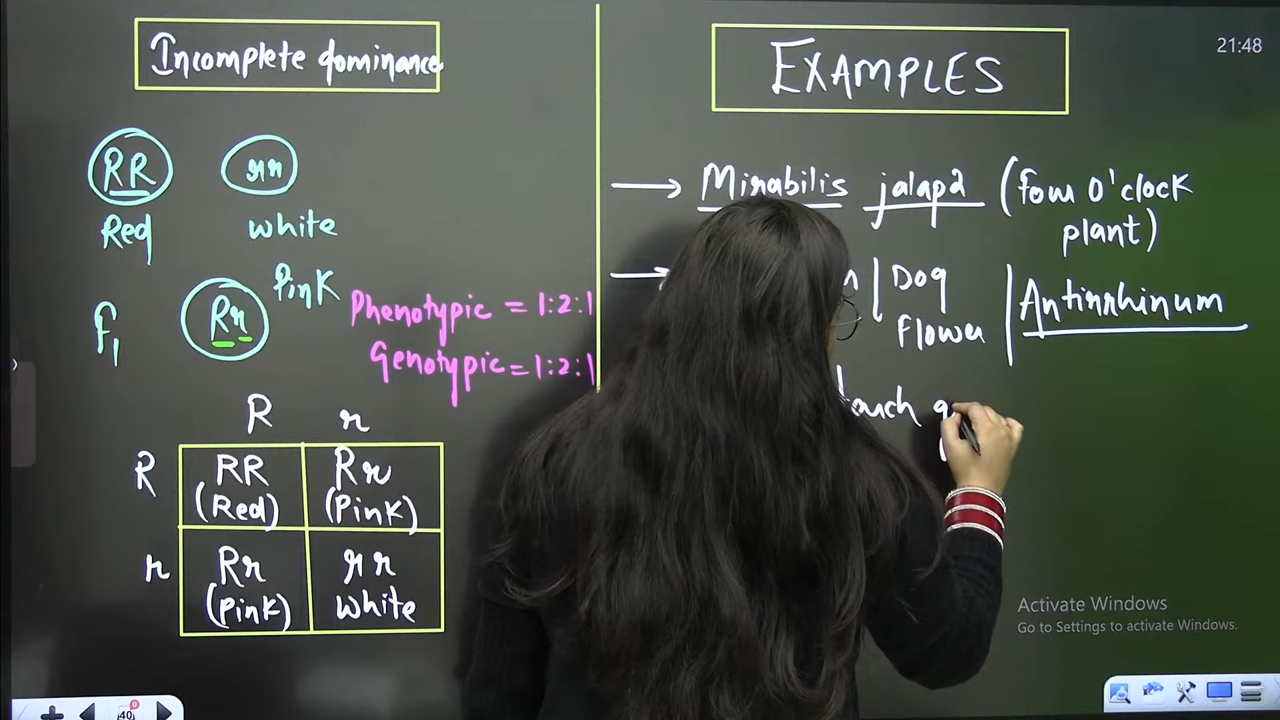 Incomplete dominance
RR
rr
Red
white
Pink
F1
Rr
Phenotypic = 1:2:1
Genotypic = 1:2:1
R r
R
RR
(Red)
Rr
(Pink)
r
Rr
(Pink)
rr
white
EXAMPLES
21:48
→ Mirabilis jalapa (four O'clock
plant)
→
Dog
Flower
Antirrhinum
touch
Activate Windows
Go to Settings to activate Windows.
40